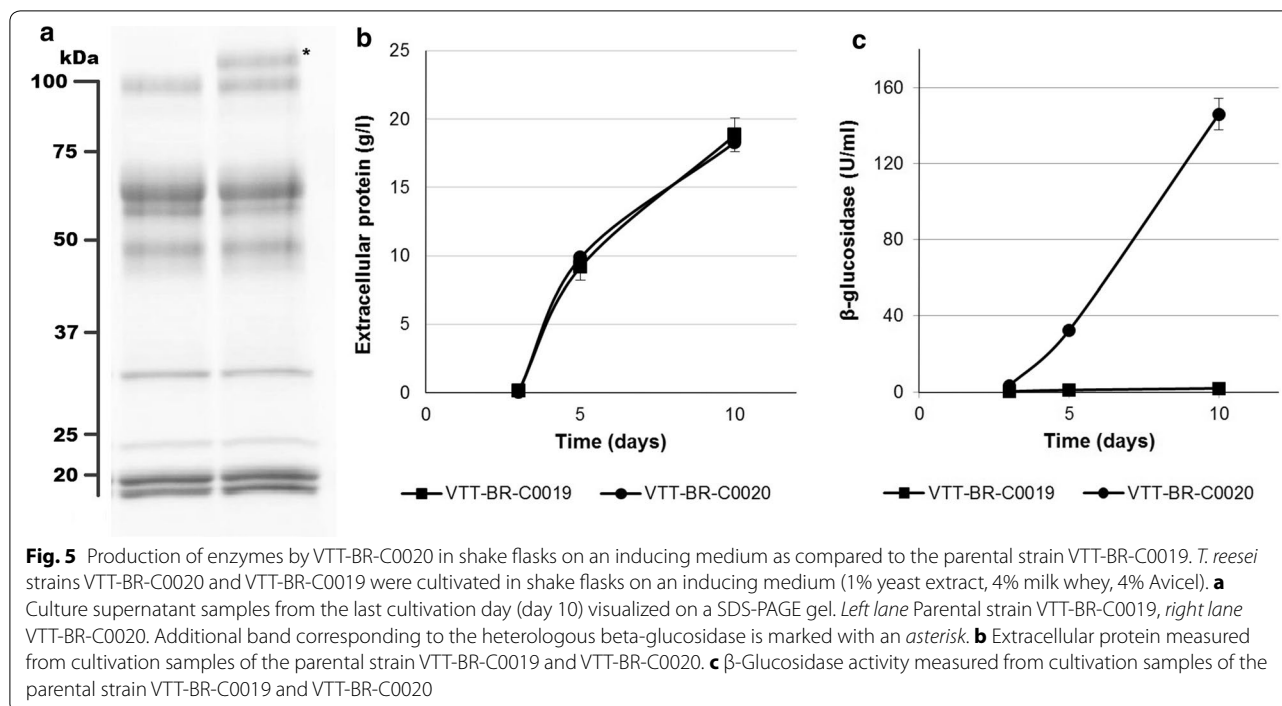 a
kDa
*
100
75
50
37
25
20
b
25
20
15
10
5
0
Extracellular protein (g/l)
0 5 10
Time (days)
VTT-BR-C0019 VTT-BR-C0020
c
160
120
80
40
0
β-glucosidase (U/ml)
0 5 10
Time (days)
VTT-BR-C0019 VTT-BR-C0020
Fig. 5 Production of enzymes by VTT-BR-C0020 in shake flasks on an inducing medium as compared to the parental strain VTT-BR-C0019. T. reesei
strains VTT-BR-C0020 and VTT-BR-C0019 were cultivated in shake flasks on an inducing medium (1% yeast extract, 4% milk whey, 4% Avicel). a
Culture supernatant samples from the last cultivation day (day 10) visualized on a SDS-PAGE gel. Left lane Parental strain VTT-BR-C0019, right lane
VTT-BR-C0020. Additional band corresponding to the heterologous beta-glucosidase is marked with an asterisk. b Extracellular protein measured
from cultivation samples of the parental strain VTT-BR-C0019 and VTT-BR-C0020. c β-Glucosidase activity measured from cultivation samples of the
parental strain VTT-BR-C0019 and VTT-BR-C0020